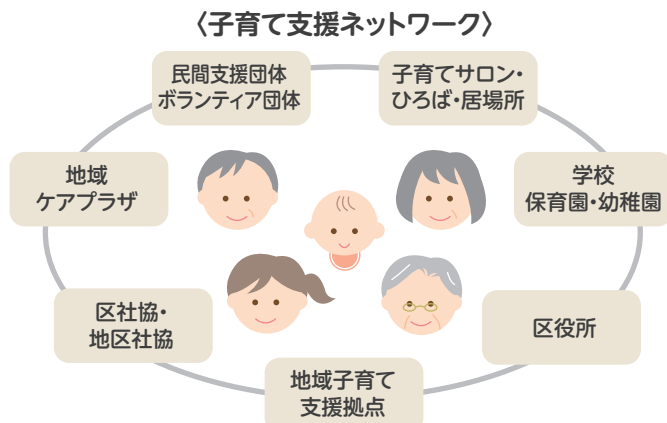 〈子育て支援ネットワーク〉
民間支援団体
ボランティア団体
子育てサロン・
ひろば・居場所
地域
ケアプラザ
学校
保育園・幼稚園
区社協・
地区社協
区役所
地域子育て
支援拠点